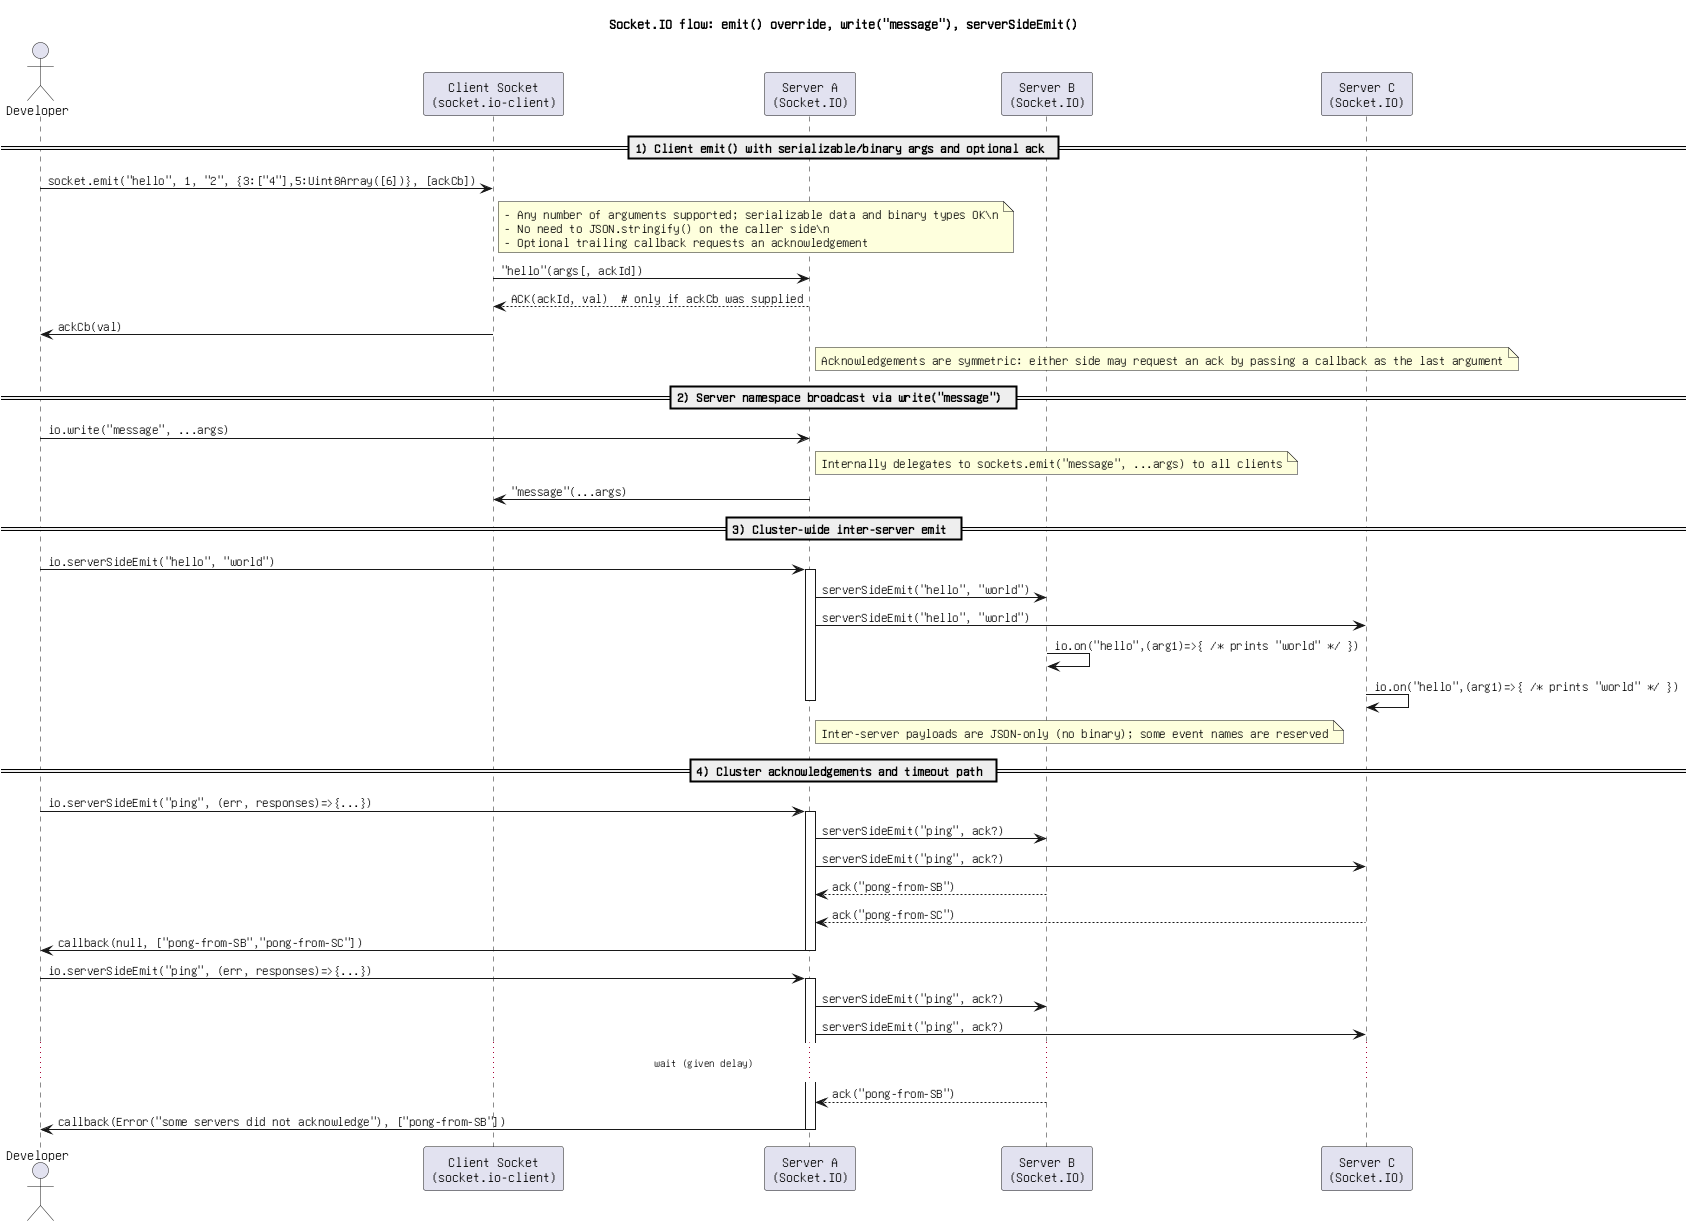 Socket.IO flow: emit() override, write("message"), serverSideEmit()
Developer
Client Socket
(socket.io-client)
Server A
(Socket.IO)
Server B
(Socket.IO)
Server C
(Socket.IO)
1) Client emit() with serializable/binary args and optional ack
socket.emit("hello", 1, "2", {3:["4"],5:Uint8Array([6])}, [ackCb])
- Any number of arguments supported; serializable data and binary types OK\n
- No need to JSON.stringify() on the caller side\n
- Optional trailing callback requests an acknowledgement
"hello"(args[, ackId])
ACK(ackId, val)  # only if ackCb was supplied
ackCb(val)
Acknowledgements are symmetric: either side may request an ack by passing a callback as the last argument
2) Server namespace broadcast via write("message")
io.write("message", ...args)
Internally delegates to sockets.emit("message", ...args) to all clients
"message"(...args)
3) Cluster-wide inter-server emit
io.serverSideEmit("hello", "world")
serverSideEmit("hello", "world")
serverSideEmit("hello", "world")
io.on("hello",(arg1)=>{ /* prints "world" */ })
io.on("hello",(arg1)=>{ /* prints "world" */ })
Inter-server payloads are JSON-only (no binary); some event names are reserved
4) Cluster acknowledgements and timeout path
io.serverSideEmit("ping", (err, responses)=>{...})
serverSideEmit("ping", ack?)
serverSideEmit("ping", ack?)
ack("pong-from-SB")
ack("pong-from-SC")
callback(null, ["pong-from-SB","pong-from-SC"])
io.serverSideEmit("ping", (err, responses)=>{...})
serverSideEmit("ping", ack?)
serverSideEmit("ping", ack?)
wait (given delay)
ack("pong-from-SB")
callback(Error("some servers did not acknowledge"), ["pong-from-SB"])
Developer
Client Socket
(socket.io-client)
Server A
(Socket.IO)
Server B
(Socket.IO)
Server C
(Socket.IO)